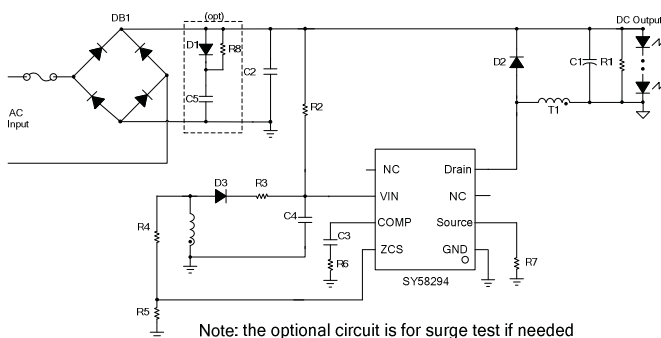 (opt)
DB1
DC Output
D1
R8
C5
C2
R2
D2
C1
R1
T1
AC
Input
D3
R3
R4
C4
C3
R6
R5
R7
NC
Drain
VIN
NC
COMP
Source
ZCS
GND
SY58294
Note: the optional circuit is for surge test if needed